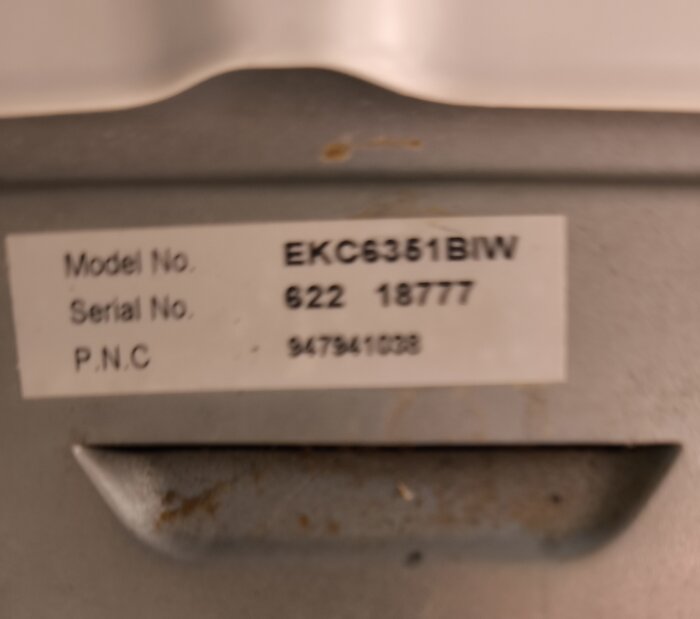 Model No. EKC6351BIW
Serial No. 622 18777
P.N.C - 947941038